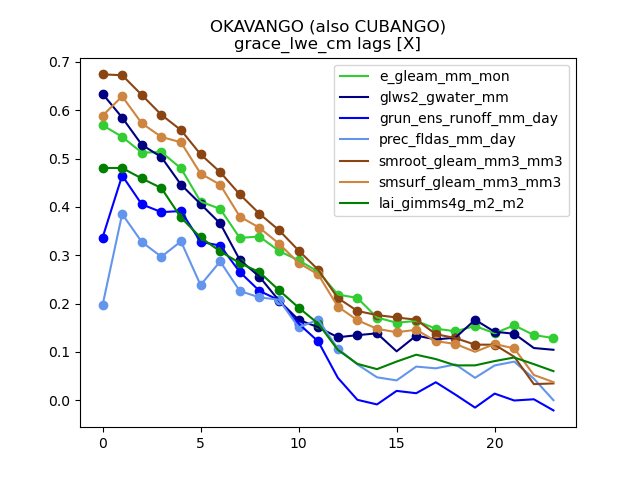 OKAVANGO (also CUBANGO)
grace_lwe_cm lags [X]
0.7
0.6
0.5
0.4
0.3
0.2
0.1
0.0
0
5
10
15
20
e_gleam_mm_mon
glws2_gwater_mm
grun_ens_runoff_mm_day
prec_fldas_mm_day
smroot_gleam_mm3_mm3
smsurf_gleam_mm3_mm3
lai_gimms4g_m2_m2